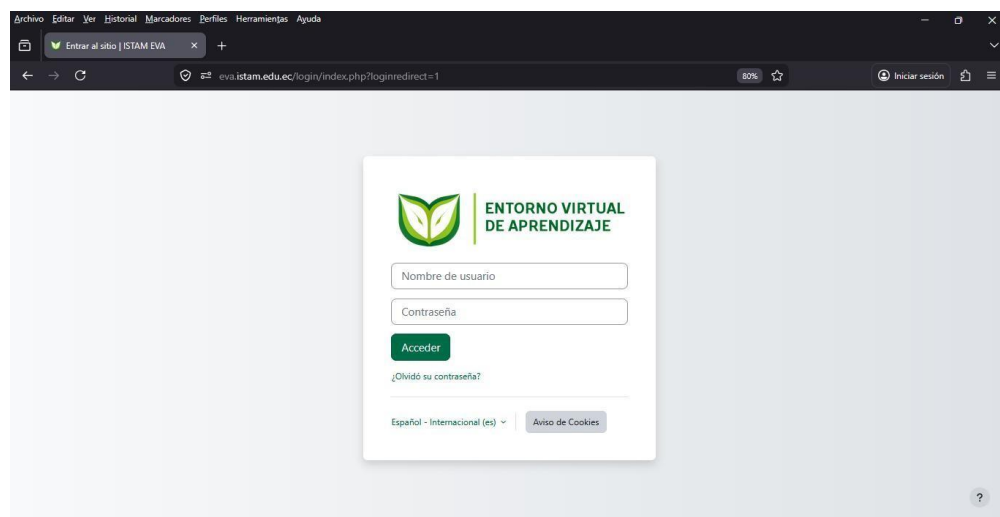 Archivo Editar Ver Historial Marcadores Perfiles Herramientas Ayuda
Entrar al sitio | ISTAM EVA
eva.istam.edu.ec/login/index.php?loginredirect=1
80%
Iniciar sesión
ENTORNO VIRTUAL
DE APRENDIZAJE
Nombre de usuario
Contraseña
Acceder
¿Olvidó su contraseña?
Español - Internacional (es)
Aviso de Cookies
?